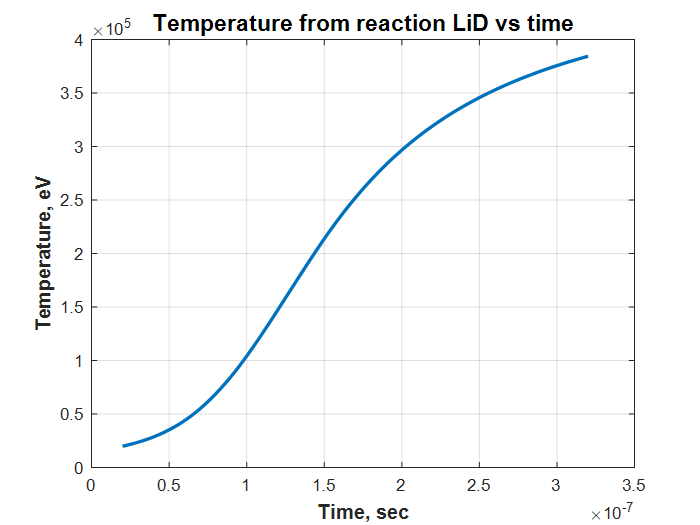 Temperature from reaction LiD vs time
×10^5
4
3.5
3
2.5
2
1.5
1
0.5
0
Temperature, eV
0 0.5 1 1.5 2 2.5 3 3.5
Time, sec
×10^-7